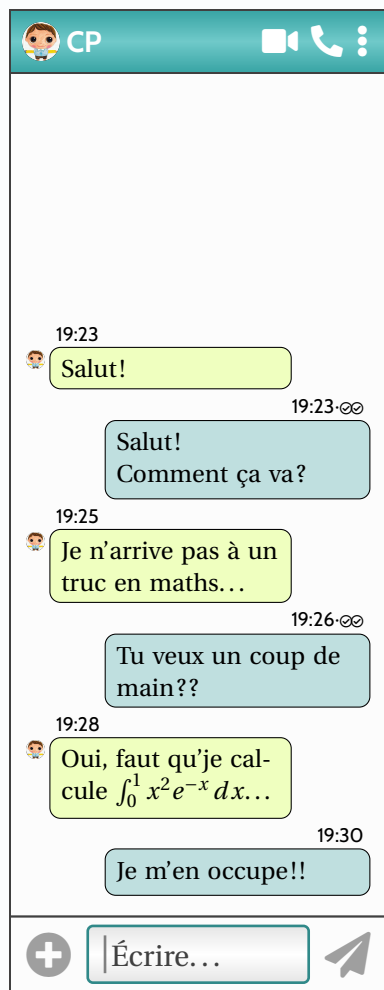 CP
19:23
Salut!
19:23·
Salut!
Comment ça va?
19:25
Je n'arrive pas à un
truc en maths...
19:26·
Tu veux un coup de
main??
19:28
Oui, faut qu'je cal-
cule ∫₀¹ x²e⁻ˣ dx...
19:30
Je m'en occupe!!
Écrire...